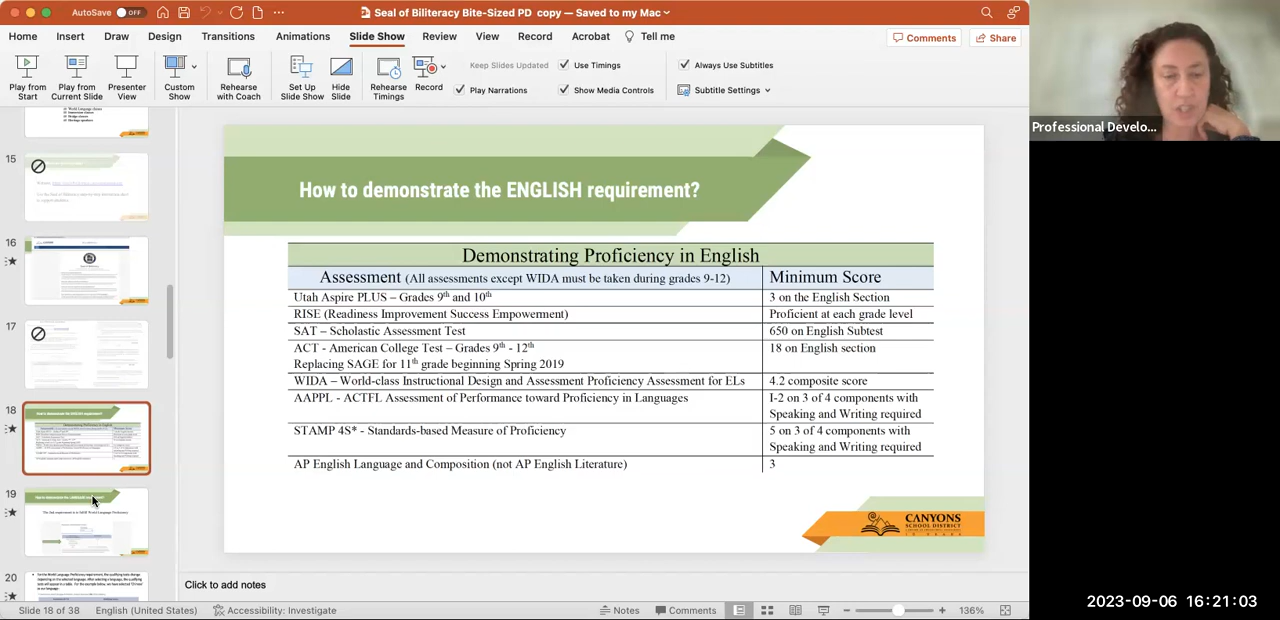 AutoSave OFF
Seal of Biliteracy Bite-Sized PD copy — Saved to my Mac
Home Insert Draw Design Transitions Animations Slide Show Review View Record Acrobat Tell me
Comments Share
Play from Start
Play from Current Slide
Presenter View
Custom Show
Rehearse with Coach
Set Up Slide Show
Hide Slide
Rehearse Timings
Record
Keep Slides Updated
Use Timings
Play Narrations
Show Media Controls
Always Use Subtitles
Subtitle Settings
Professional Develo...
15
16
17
18
19
20
How to demonstrate the ENGLISH requirement?
Demonstrating Proficiency in English
Assessment (All assessments except WIDA must be taken during grades 9-12) Minimum Score
Utah Aspire PLUS – Grades 9th and 10th 3 on the English Section
RISE (Readiness Improvement Success Empowerment) Proficient at each grade level
SAT – Scholastic Assessment Test 650 on English Subtest
ACT - American College Test – Grades 9th - 12th 18 on English section
Replacing SAGE for 11th grade beginning Spring 2019
WIDA – World-class Instructional Design and Assessment Proficiency Assessment for ELs 4.2 composite score
AAPPL - ACTFL Assessment of Performance toward Proficiency in Languages I-2 on 3 of 4 components with
Speaking and Writing required
STAMP 4S* - Standards-based Measure of Proficiency 5 on 3 of 4 components with
Speaking and Writing required
AP English Language and Composition (not AP English Literature) 3
CANYONS
SCHOOL DISTRICT
Click to add notes
Slide 18 of 38 English (United States) Accessibility: Investigate Notes Comments 136%
2023-09-06 16:21:03